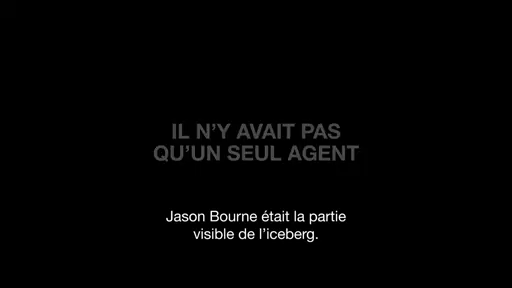 IL N’Y AVAIT PAS
QU’UN SEUL AGENT
Jason Bourne était la partie
visible de l’iceberg.